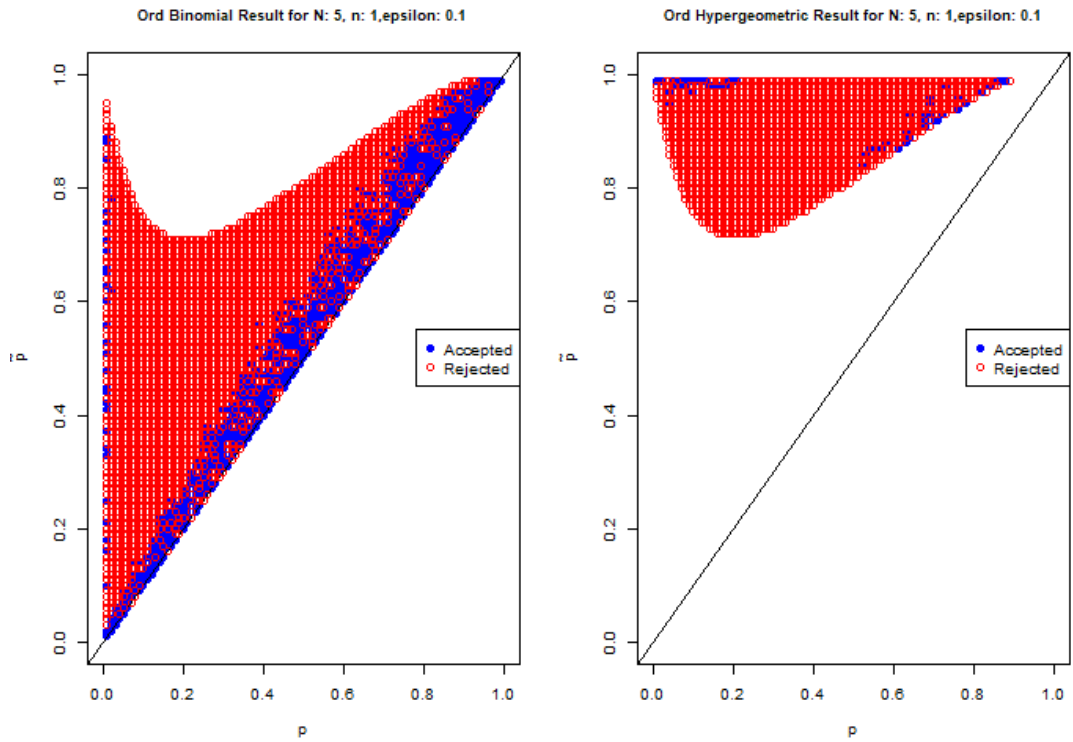 Ord Binomial Result for N: 5, n: 1,epsilon: 0.1
1.0
0.8
0.6
0.4
0.2
0.0
p̃
Accepted
Rejected
0.0 0.2 0.4 0.6 0.8 1.0
p
Ord Hypergeometric Result for N: 5, n: 1,epsilon: 0.1
1.0
0.8
0.6
0.4
0.2
0.0
p̃
Accepted
Rejected
0.0 0.2 0.4 0.6 0.8 1.0
p